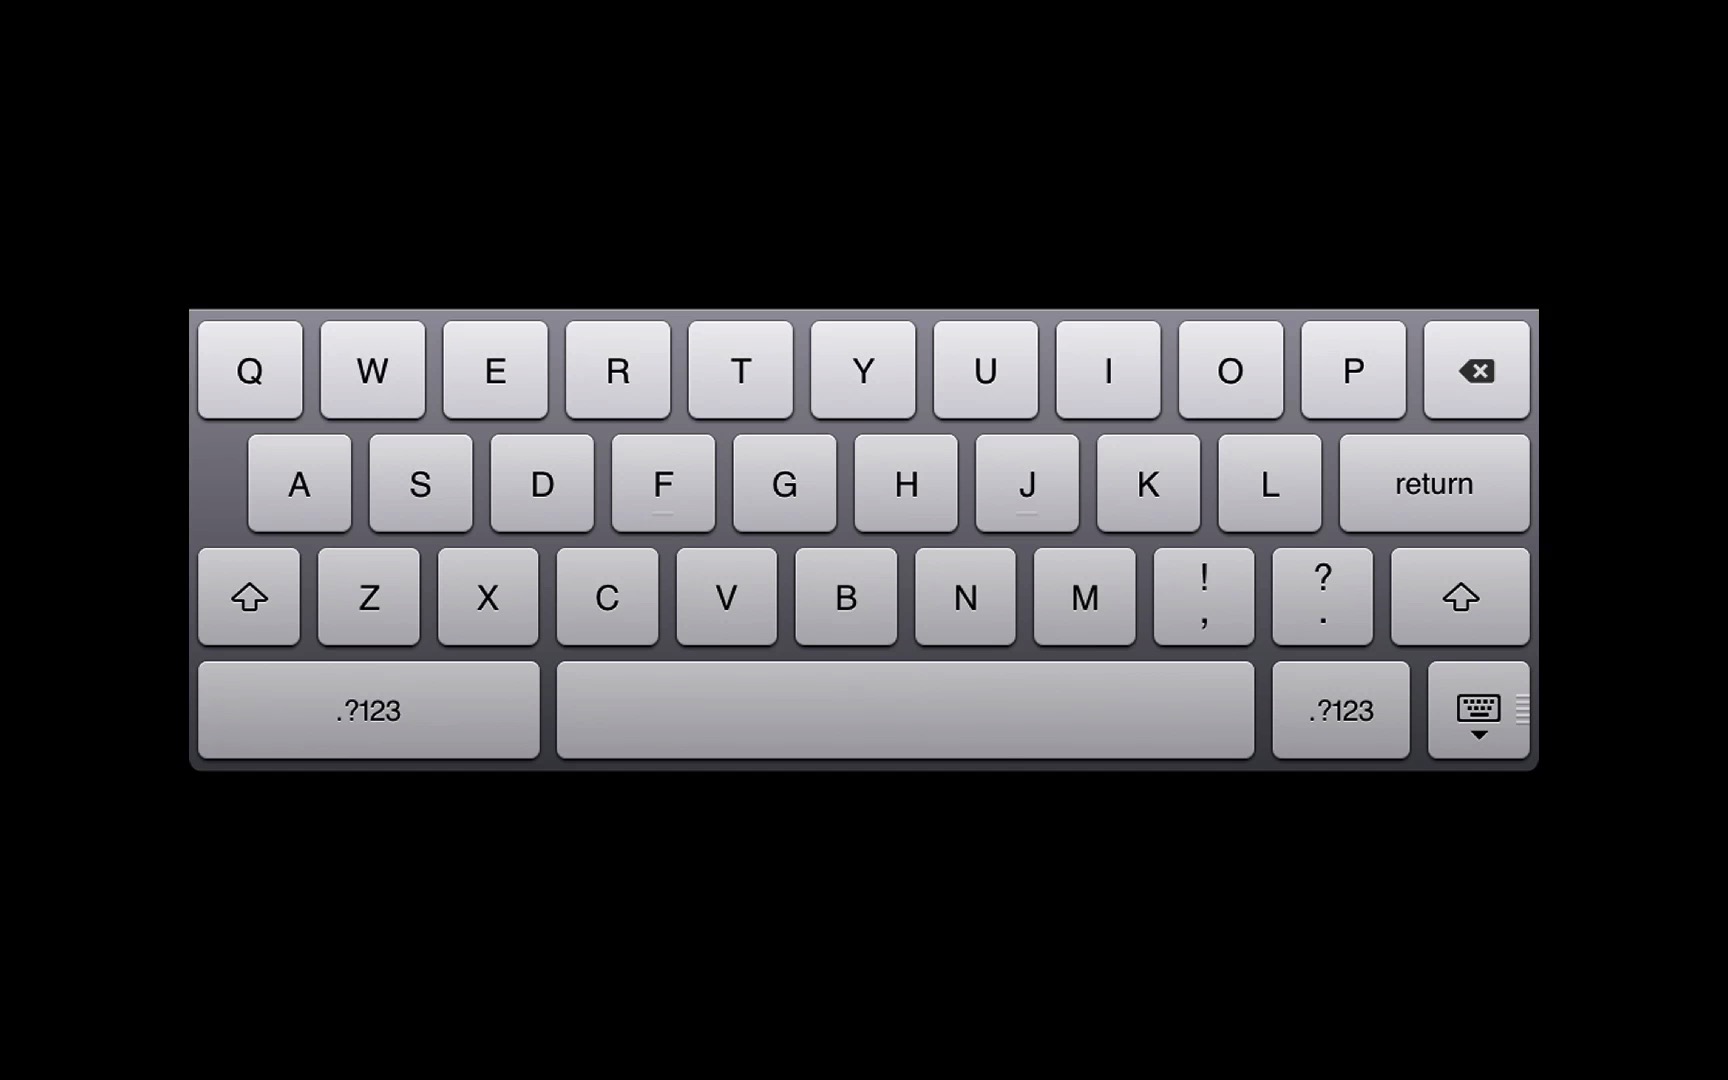 Q W E R T Y U I O P
A S D F G H J K L return
Z X C V B N M ! , ? .
.?123 .?123